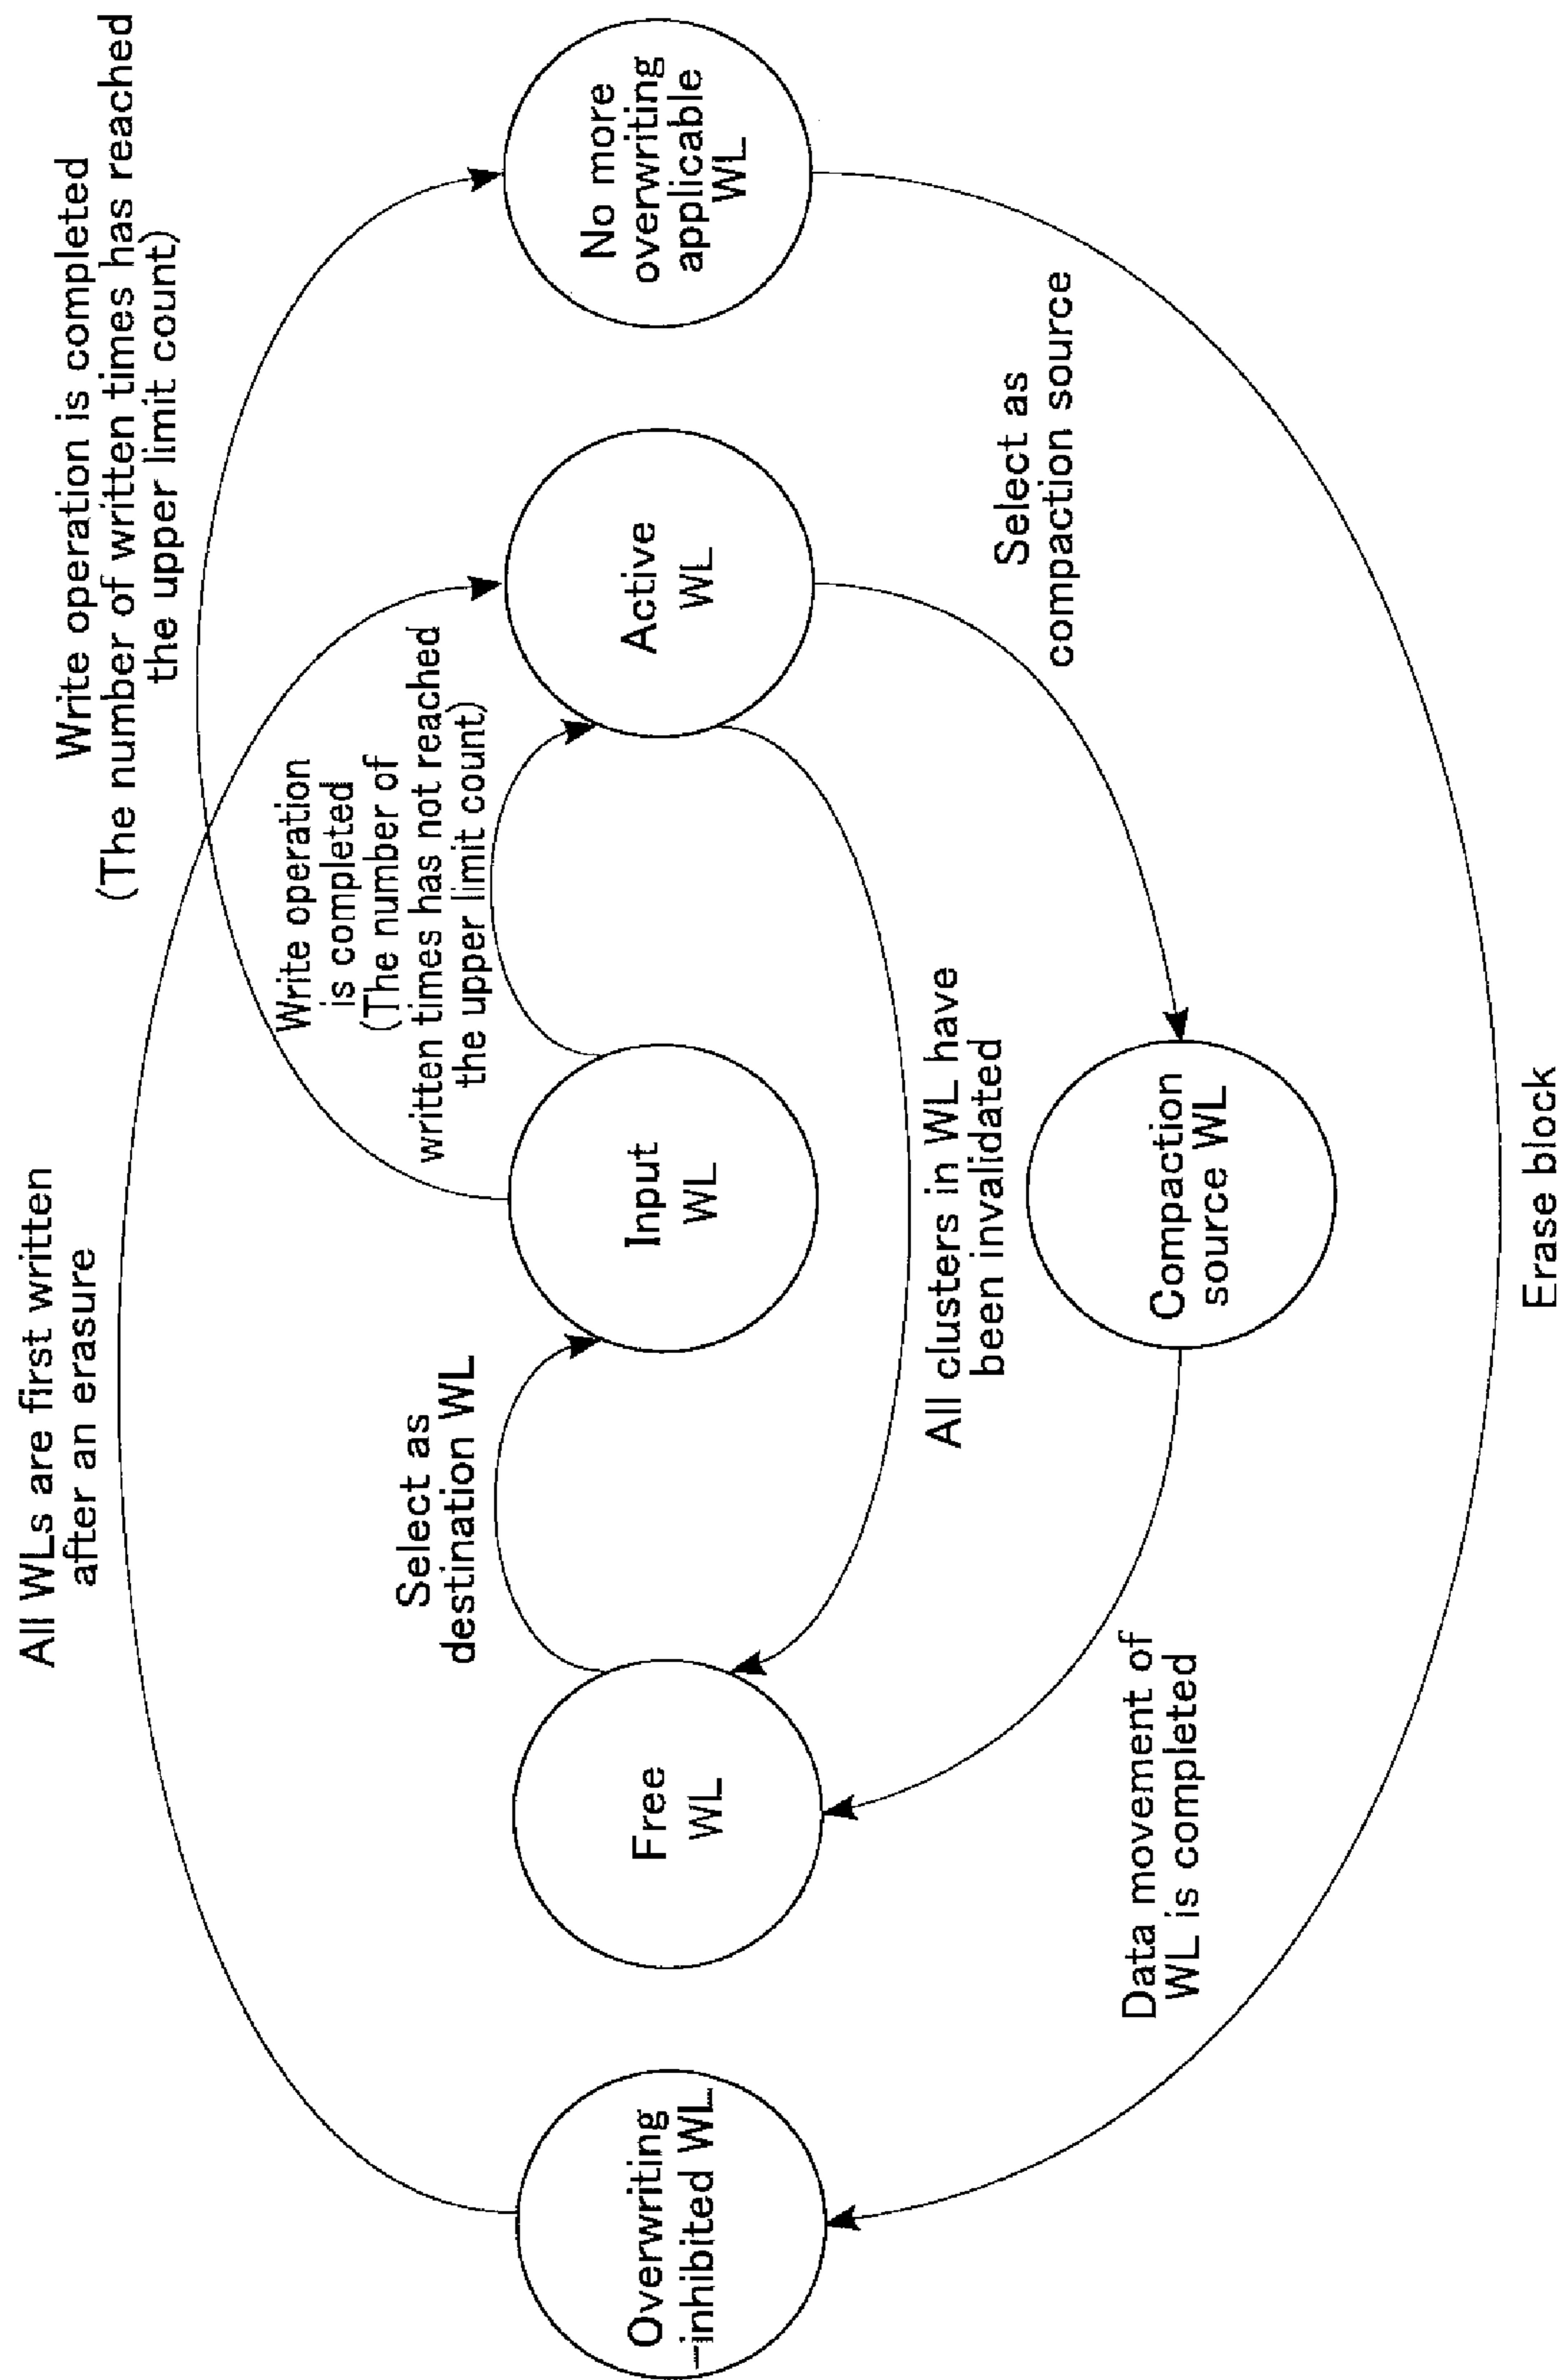 All WLs are first written
after an erasure
Write operation is completed
(The number of written times has reached
the upper limit count)
Write operation
is completed
(The number of
written times has not reached
the upper limit count)
Select as
destination WL
Overwriting
-inhibited WL
Free
WL
Input
WL
Active
WL
No more
overwriting
applicable
WL
All clusters in WL have
been invalidated
Select as
compaction source
Data movement of
WL is completed
Compaction
source WL
Erase block